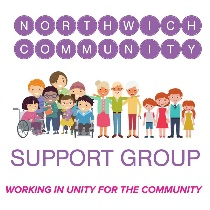 NORTHWICH
COMMUNITY
SUPPORT GROUP
WORKING IN UNITY FOR THE COMMUNITY